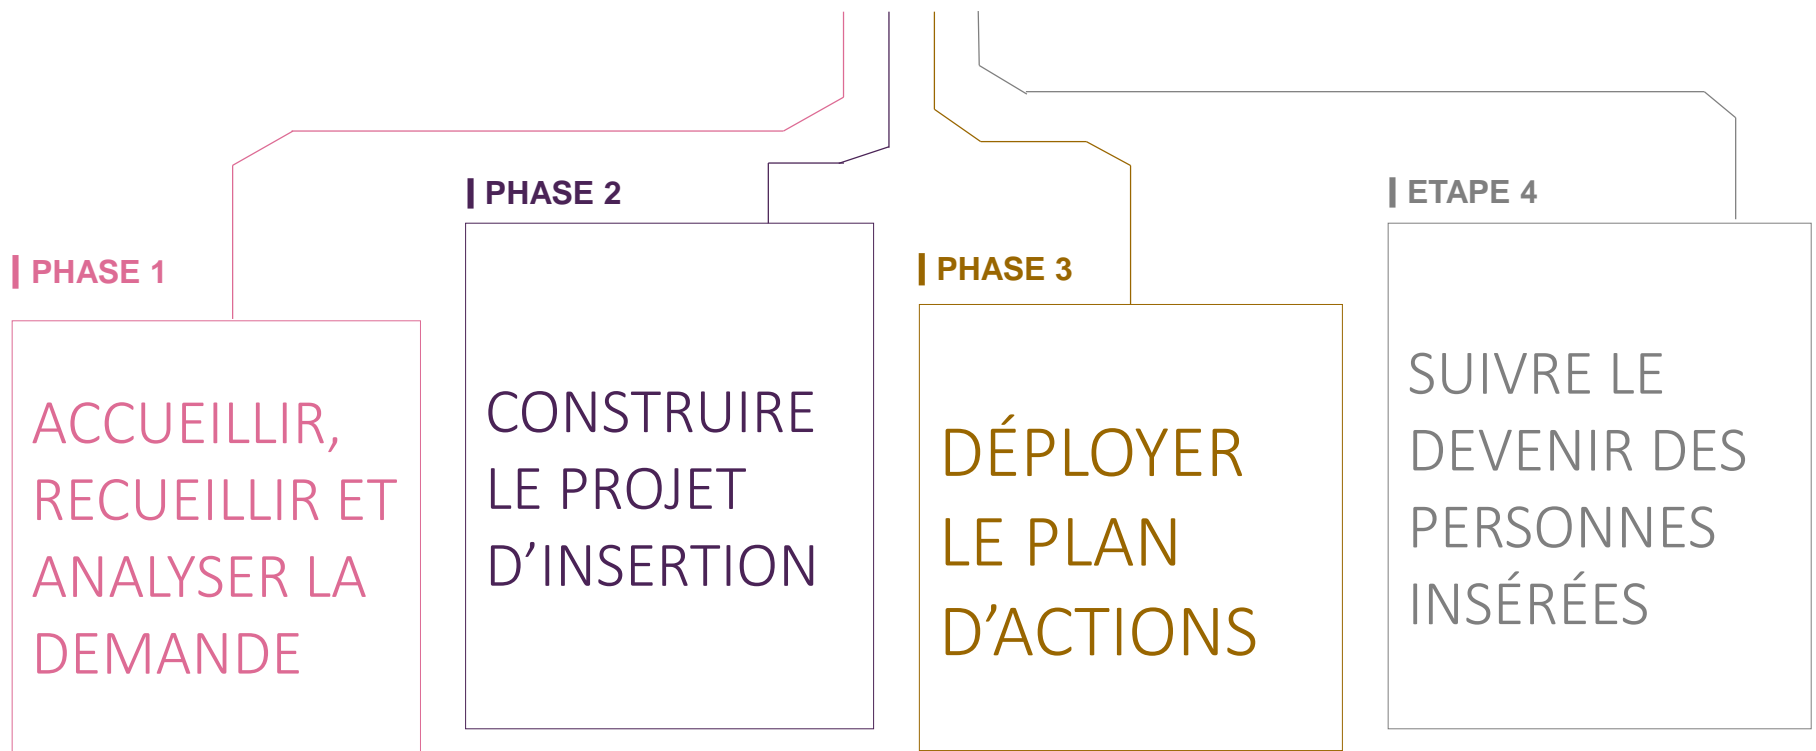 PHASE 1
ACCUEILLIR,
RECUEILLIR ET
ANALYSER LA
DEMANDE
PHASE 2
CONSTRUIRE
LE PROJET
D’INSERTION
PHASE 3
DÉPLOYER
LE PLAN
D’ACTIONS
ETAPE 4
SUIVRE LE
DEVENIR DES
PERSONNES
INSÉRÉES